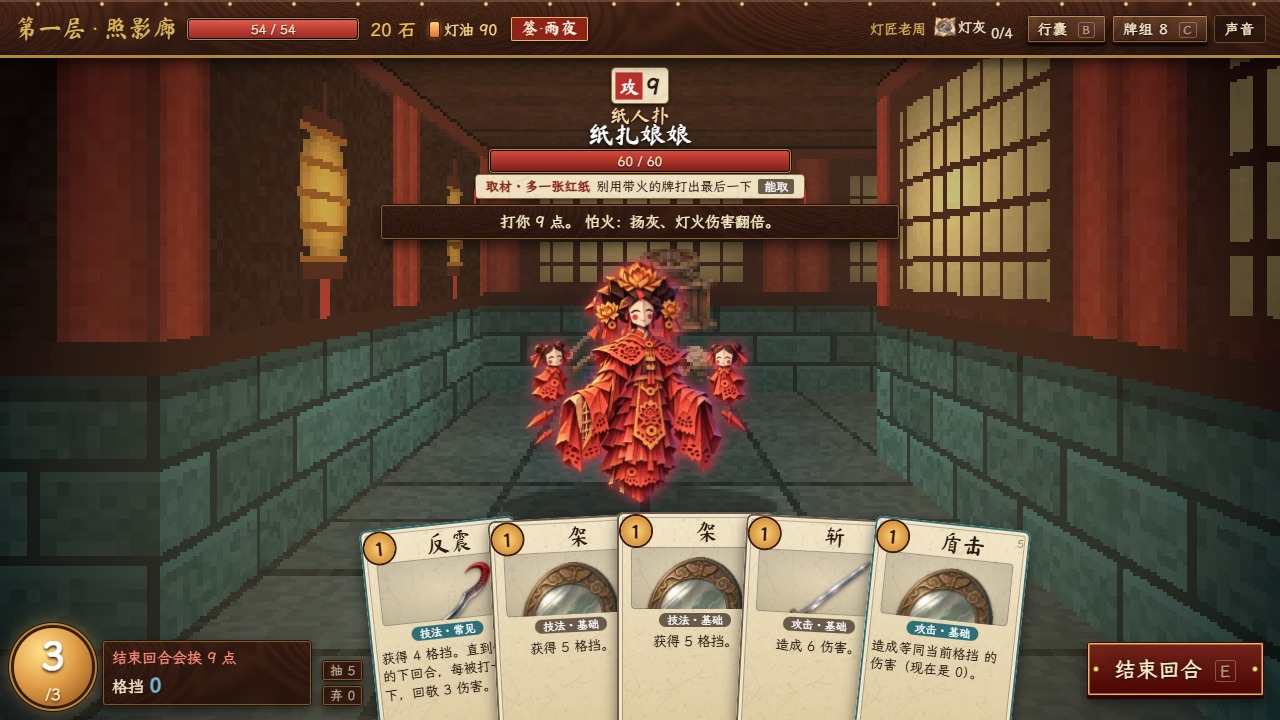 第一层·照影廊
54 / 54
20 石
灯油 90
签·雨夜
灯匠老周
灯灰 0/4
行囊 B
牌组 8 C
声音
攻 9
纸人扑
纸扎娘娘
60 / 60
取材·多一张红纸 别用带火的牌打出最后一下 能取
打你 9 点。 怕火：扬灰、灯火伤害翻倍。
1 反震
技法·常见
获得 4 格挡。直到
的下回合，每被打一
下，回敬 3 伤害。
1 架
技法·基础
获得 5 格挡。
1 架
技法·基础
获得 5 格挡。
1 斩
攻击·基础
造成 6 伤害。
1 盾击 5
攻击·基础
造成等同当前格挡 的
伤害（现在是 0）。
3
/3
结束回合会挨 9 点
格挡 0
抽 5
弃 0
结束回合 E